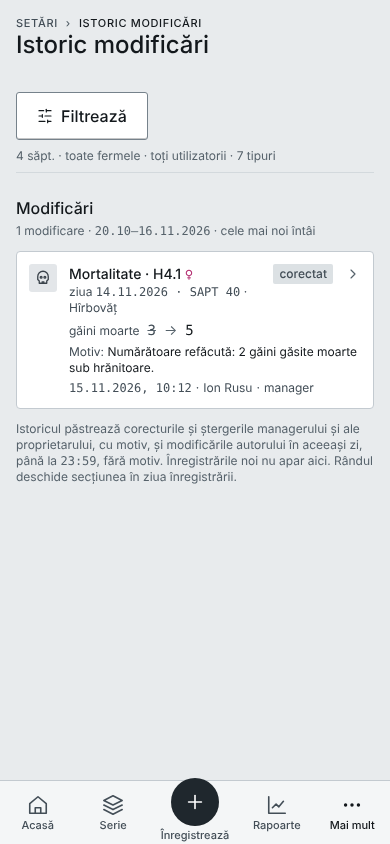 SETĂRI › ISTORIC MODIFICĂRI
Istoric modificări
Filtrează
4 săpt. · toate fermele · toți utilizatorii · 7 tipuri
Modificări
1 modificare · 20.10–16.11.2026 · cele mai noi întâi
Mortalitate · H4.1 ♀ corectat
ziua 14.11.2026 · SAPT 40 ·
Hîrbovăț
găini moarte 3 → 5
Motiv: Numărătoare refăcută: 2 găini găsite moarte
sub hrănitoare.
15.11.2026, 10:12 · Ion Rusu · manager
Istoricul păstrează corecturile și ștergerile managerului și ale
proprietarului, cu motiv, și modificările autorului în aceeași zi,
până la 23:59, fără motiv. Înregistrările noi nu apar aici. Rândul
deschide secțiunea în ziua înregistrării.
Acasă
Serie
Înregistrează
Rapoarte
Mai mult